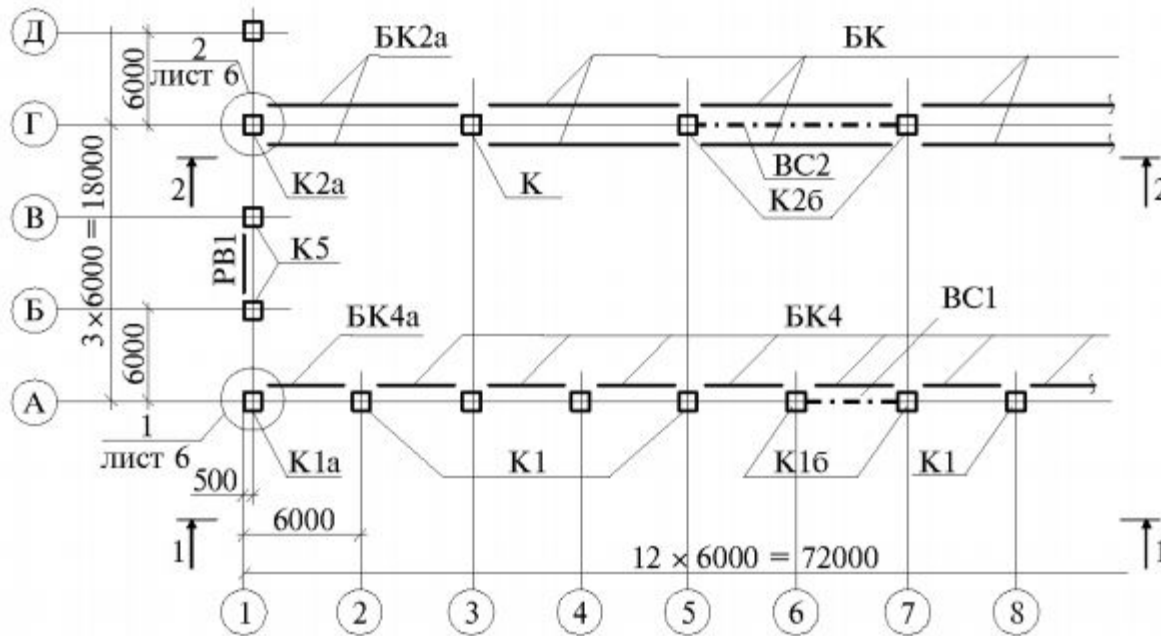 Д
БК2а
БК
2
лист 6
6000
Г
2
К2а
К
ВС2
К2б
2
3 × 6000 = 18000
В
РВ1
К5
Б
БК4а
БК4
ВС1
6000
А
1
лист 6
К1а
К1
К1б
К1
500
6000
1
12 × 6000 = 72000
1
1
2
3
4
5
6
7
8